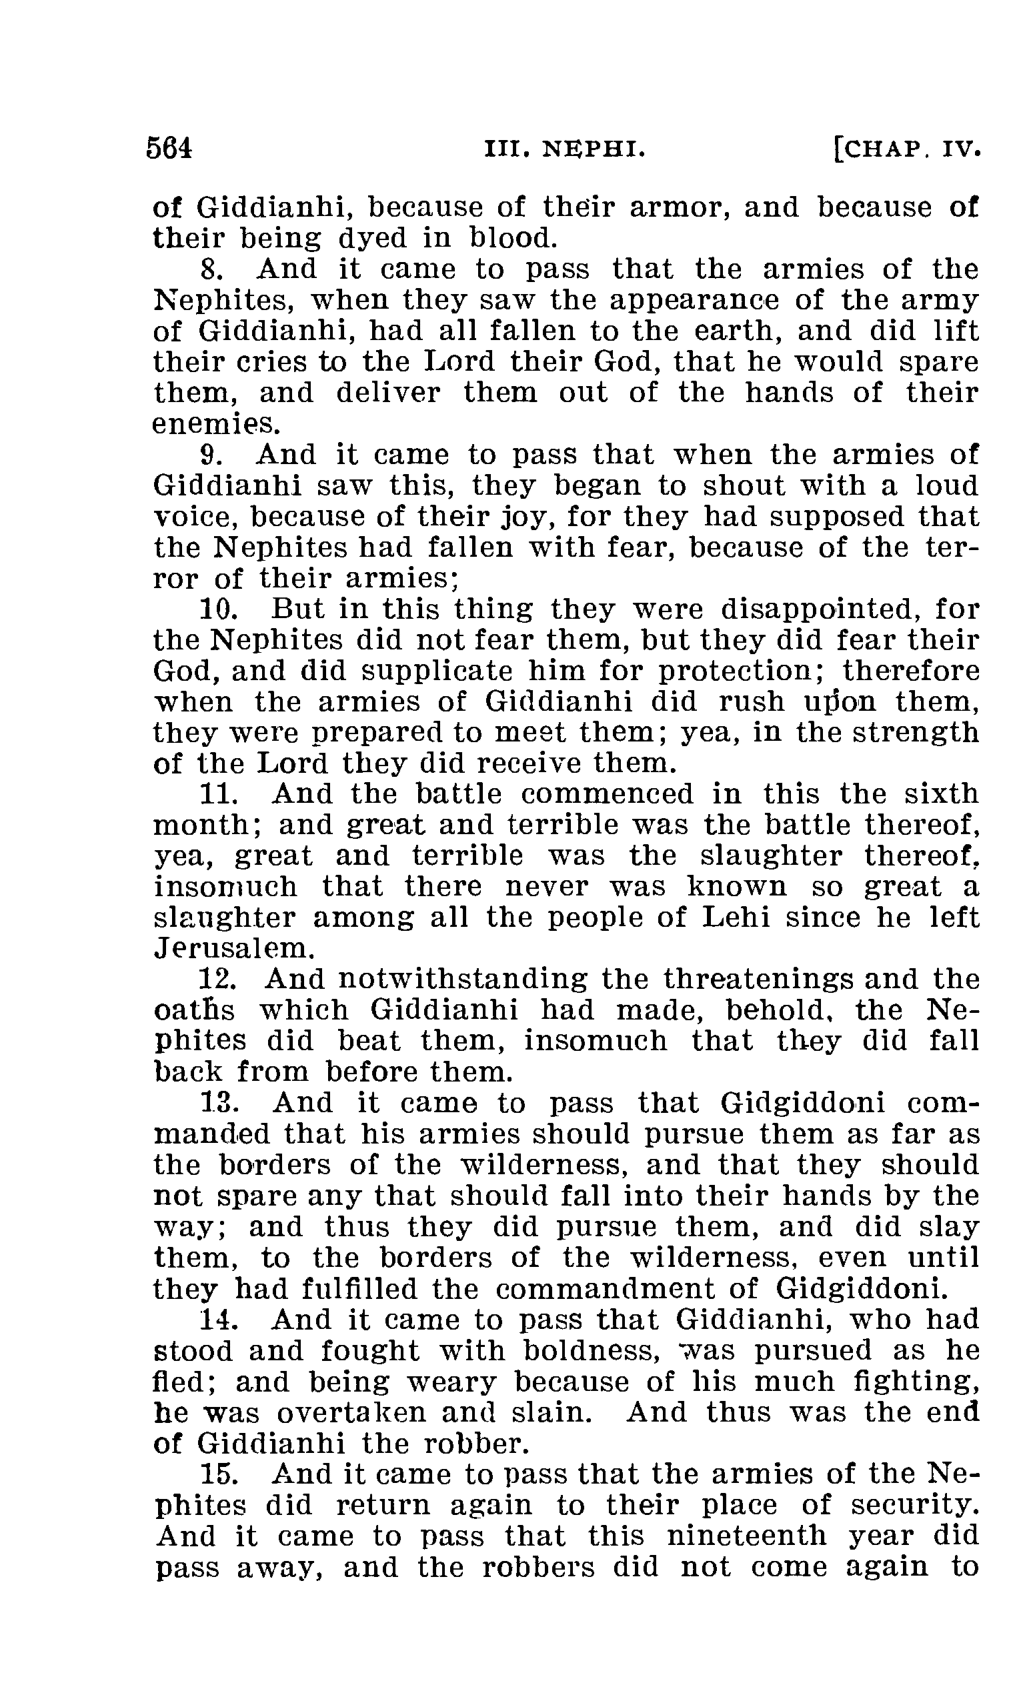 564 III. NEPHI. [CHAP. IV.
of Giddianhi, because of their armor, and because of
their being dyed in blood.
8. And it came to pass that the armies of the
Nephites, when they saw the appearance of the army
of Giddianhi, had all fallen to the earth, and did lift
their cries to the Lord their God, that he would spare
them, and deliver them out of the hands of their
enemies.
9. And it came to pass that when the armies of
Giddianhi saw this, they began to shout with a loud
voice, because of their joy, for they had supposed that
the Nephites had fallen with fear, because of the ter-
ror of their armies;
10. But in this thing they were disappointed, for
the Nephites did not fear them, but they did fear their
God, and did supplicate him for protection; therefore
when the armies of Giddianhi did rush upon them,
they were prepared to meet them; yea, in the strength
of the Lord they did receive them.
11. And the battle commenced in this the sixth
month; and great and terrible was the battle thereof,
yea, great and terrible was the slaughter thereof,
insomuch that there never was known so great a
slaughter among all the people of Lehi since he left
Jerusalem.
12. And notwithstanding the threatenings and the
oaths which Giddianhi had made, behold, the Ne-
phites did beat them, insomuch that they did fall
back from before them.
13. And it came to pass that Gidgiddoni com-
manded that his armies should pursue them as far as
the borders of the wilderness, and that they should
not spare any that should fall into their hands by the
way; and thus they did pursue them, and did slay
them, to the borders of the wilderness, even until
they had fulfilled the commandment of Gidgiddoni.
14. And it came to pass that Giddianhi, who had
stood and fought with boldness, was pursued as he
fled; and being weary because of his much fighting,
he was overtaken and slain. And thus was the end
of Giddianhi the robber.
15. And it came to pass that the armies of the Ne-
phites did return again to their place of security.
And it came to pass that this nineteenth year did
pass away, and the robbers did not come again to